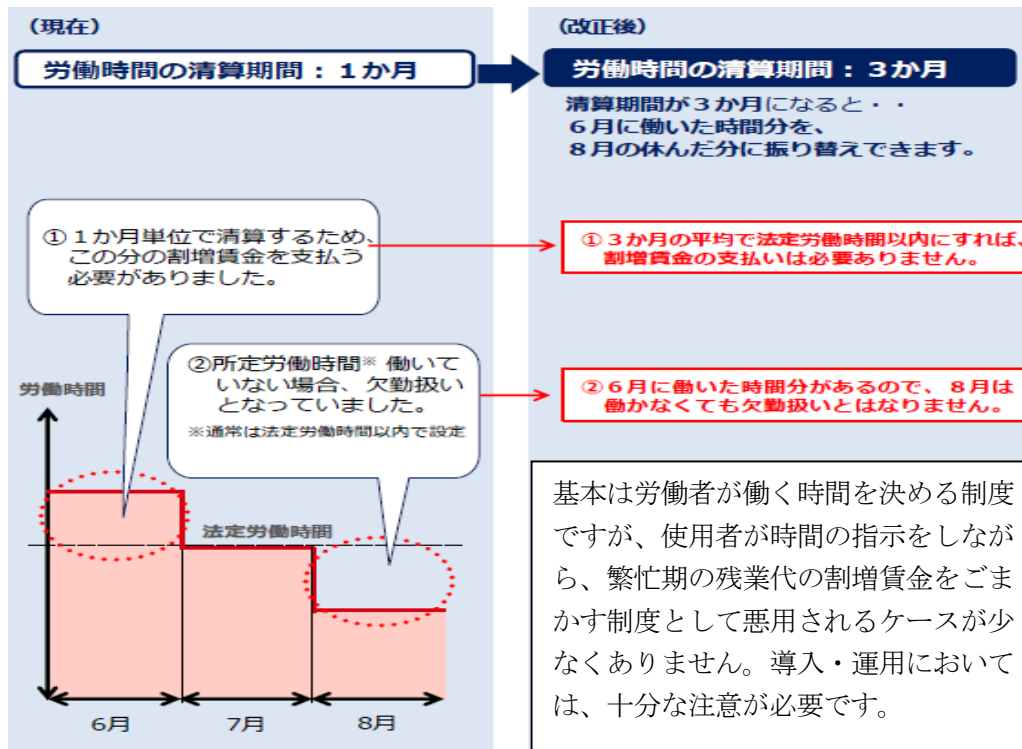 （現在）
労働時間の清算期間：１か月
①１か月単位で清算するため、
この分の割増賃金を支払う
必要がありました。
②所定労働時間※ 働いて
いない場合、欠勤扱い
となっていました。
※通常は法定労働時間以内で設定
労働時間
法定労働時間
6月
7月
8月
（改正後）
労働時間の清算期間：３か月
清算期間が３か月になると・・
６月に働いた時間分を、
８月の休んだ分に振り替えできます。
①３か月の平均で法定労働時間以内にすれば、
割増賃金の支払いは必要ありません。
②６月に働いた時間分があるので、８月は
働かなくても欠勤扱いとはなりません。
基本は労働者が働く時間を決める制度
ですが、使用者が時間の指示をしなが
ら、繁忙期の残業代の割増賃金をごま
かす制度として悪用されるケースが少
なくありません。導入・運用において
は、十分な注意が必要です。